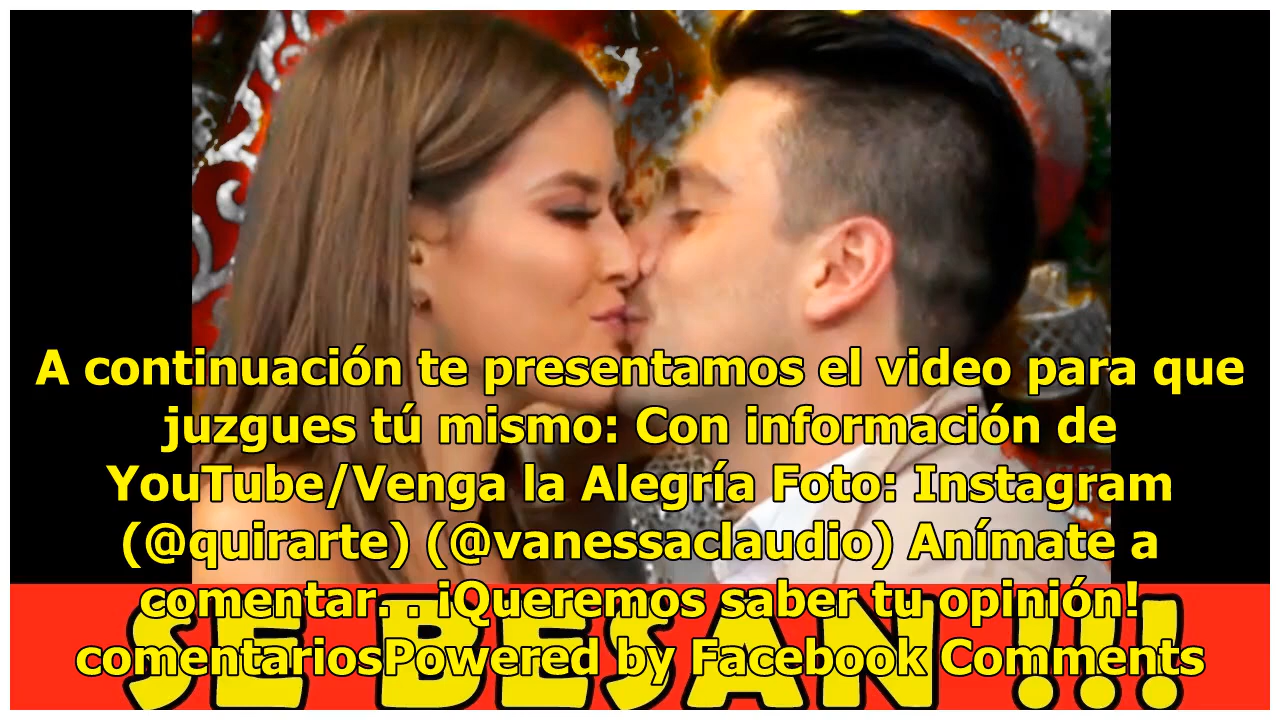 A continuación te presentamos el video para que
juzgues tú mismo: Con información de
YouTube/Venga la Alegría Foto: Instagram
(@quirarte) (@vanessaclaudio) Anímate a
comentar. . ¡Queremos saber tu opinión!
comentariosPowered by Facebook Comments
SE BESAN !!!